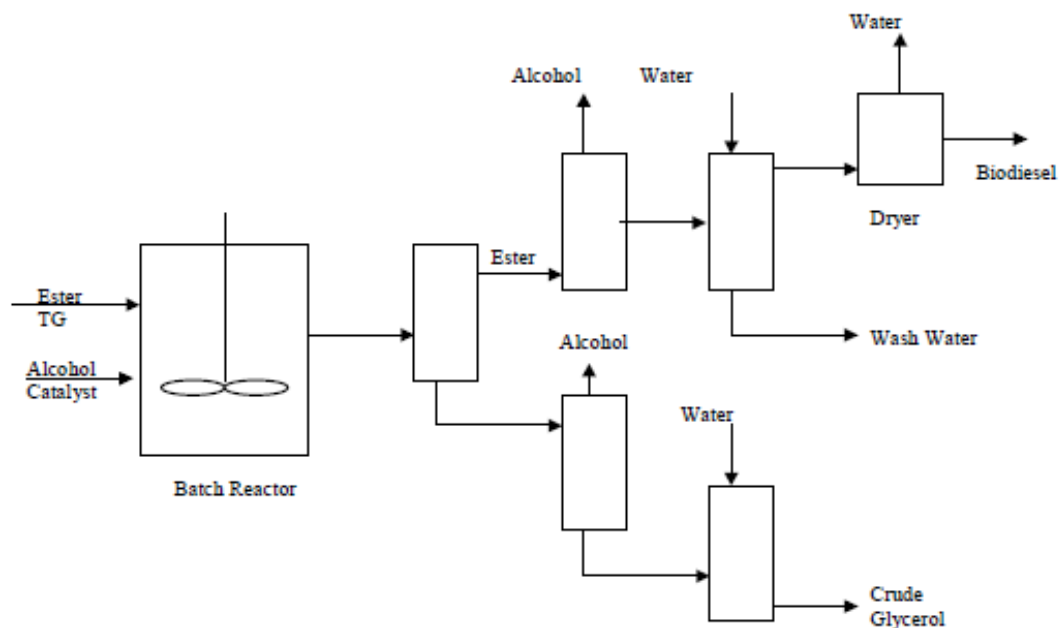 Water
Alcohol
Water
Biodiesel
Dryer
Ester
Ester
TG
Wash Water
Alcohol
Alcohol
Catalyst
Water
Batch Reactor
Crude
Glycerol